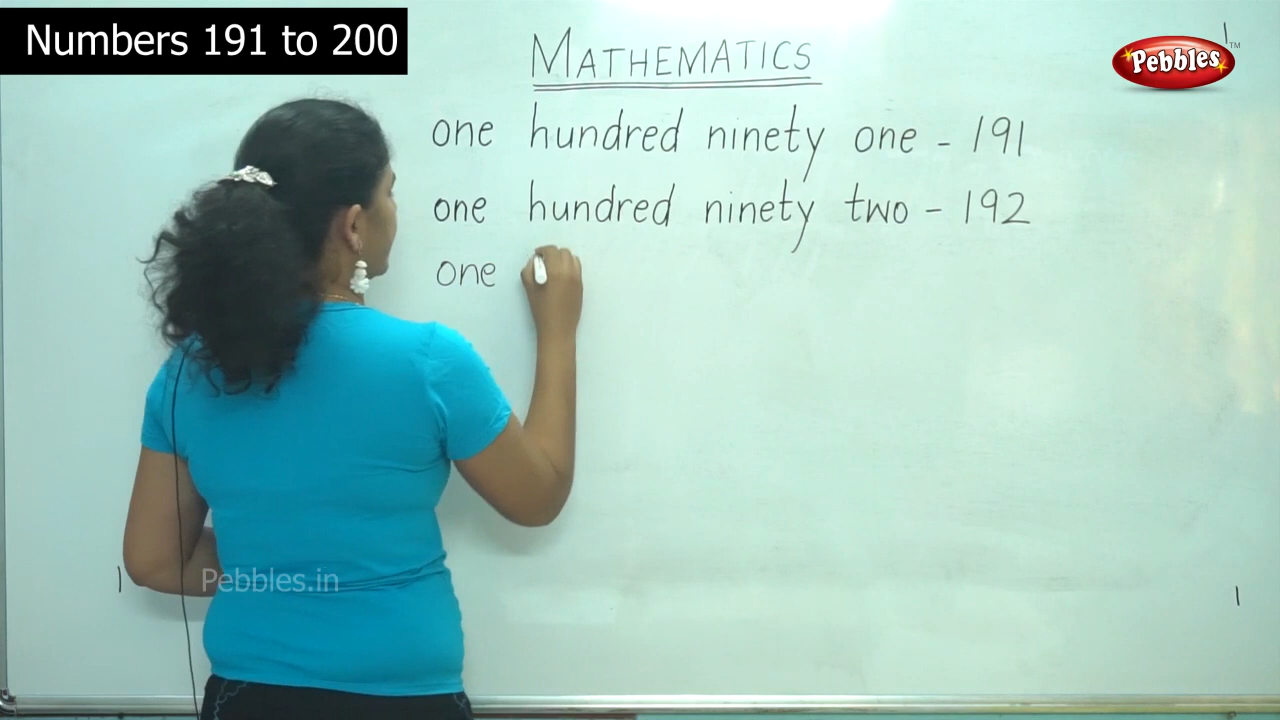 Numbers 191 to 200
MATHEMATICS
Pebbles TM
one hundred ninety one - 191
one hundred ninety two - 192
one
Pebbles.in